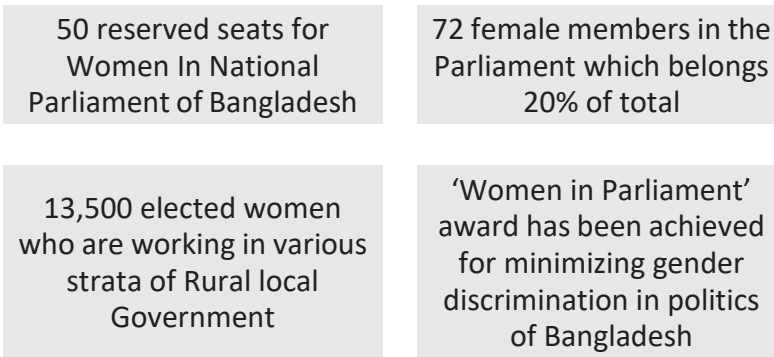 50 reserved seats for
Women In National
Parliament of Bangladesh
72 female members in the
Parliament which belongs
20% of total
13,500 elected women
who are working in various
strata of Rural local
Government
‘Women in Parliament’
award has been achieved
for minimizing gender
discrimination in politics
of Bangladesh